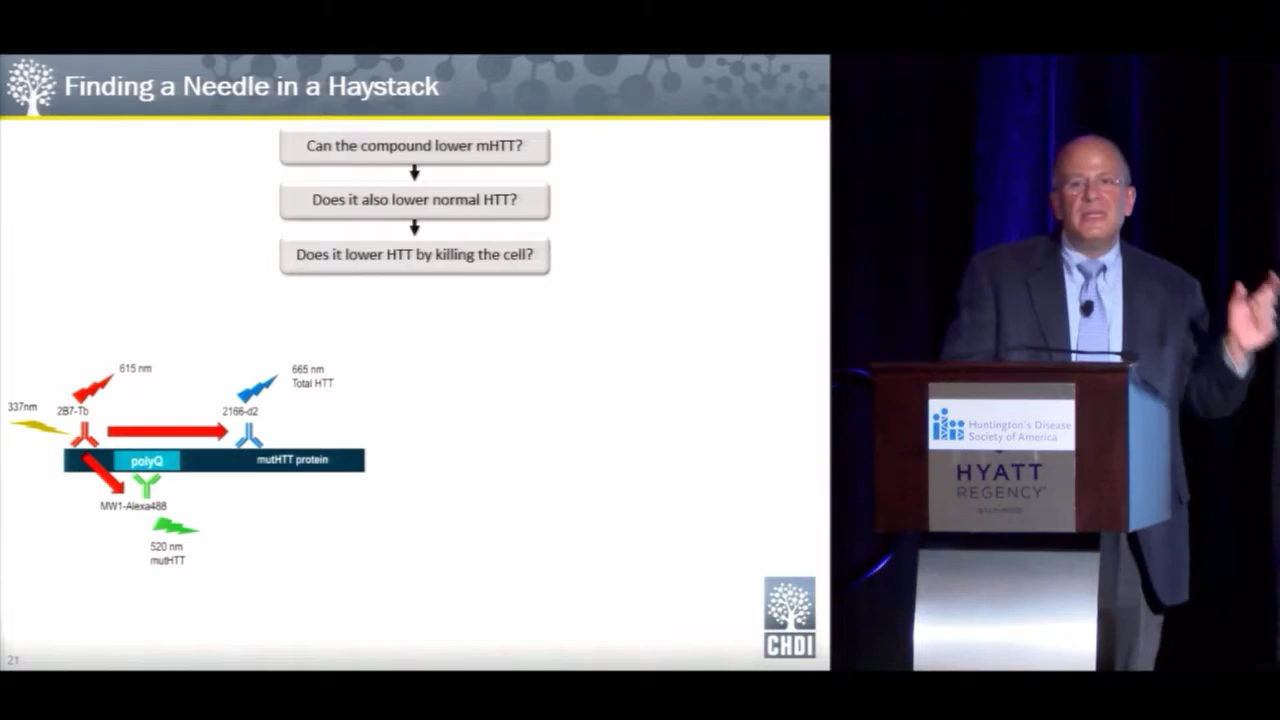 Finding a Needle in a Haystack
Can the compound lower mHTT?
Does it also lower normal HTT?
Does it lower HTT by killing the cell?
615 nm
665 nm
Total HTT
337nm
2B7-Tb
2166-d2
polyQ
mutHTT protein
MW1-Alexa488
520 nm
mutHTT
CHDI
21
Huntington's Disease
Society of America
HYATT
REGENCY